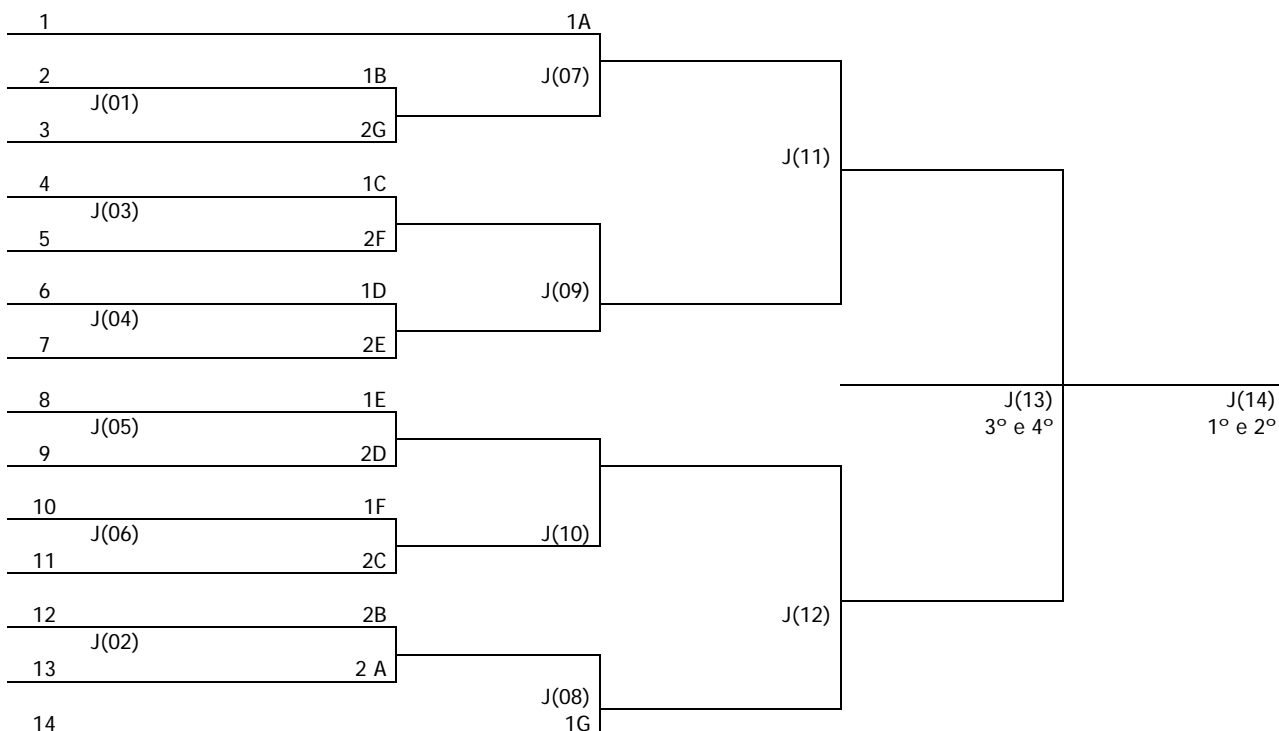 1 1A
2 1B J(07)
J(01)
3 2G
J(11)
4 1C
J(03)
5 2F
6 1D J(09)
J(04)
7 2E
8 1E J(13) J(14)
J(05) 3º e 4º 1º e 2º
9 2D
10 1F
J(06) J(10)
11 2C
12 2B J(12)
J(02)
13 2 A
J(08)
14 1G